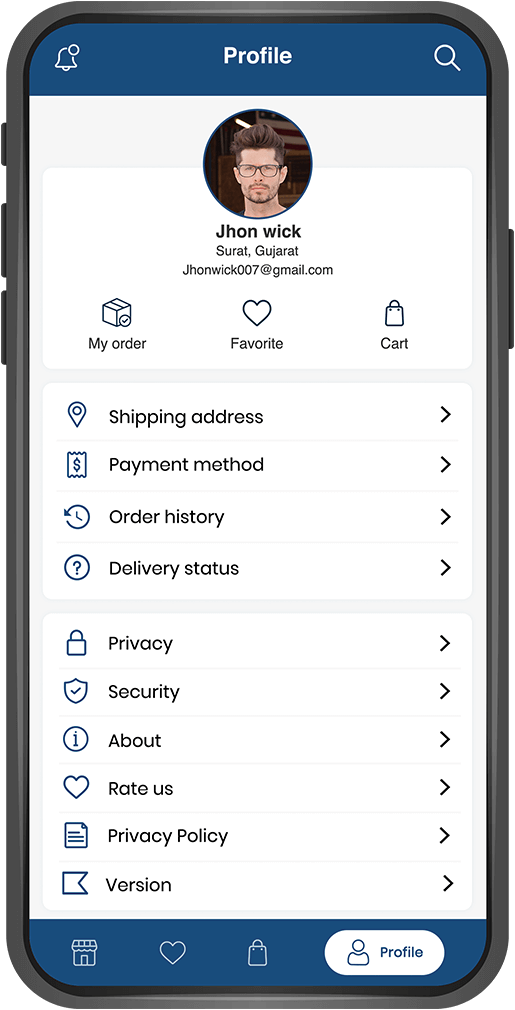 Profile
Jhon wick
Surat, Gujarat
Jhonwick007@gmail.com
My order Favorite Cart
Shipping address
Payment method
Order history
Delivery status
Privacy
Security
About
Rate us
Privacy Policy
Version
Profile